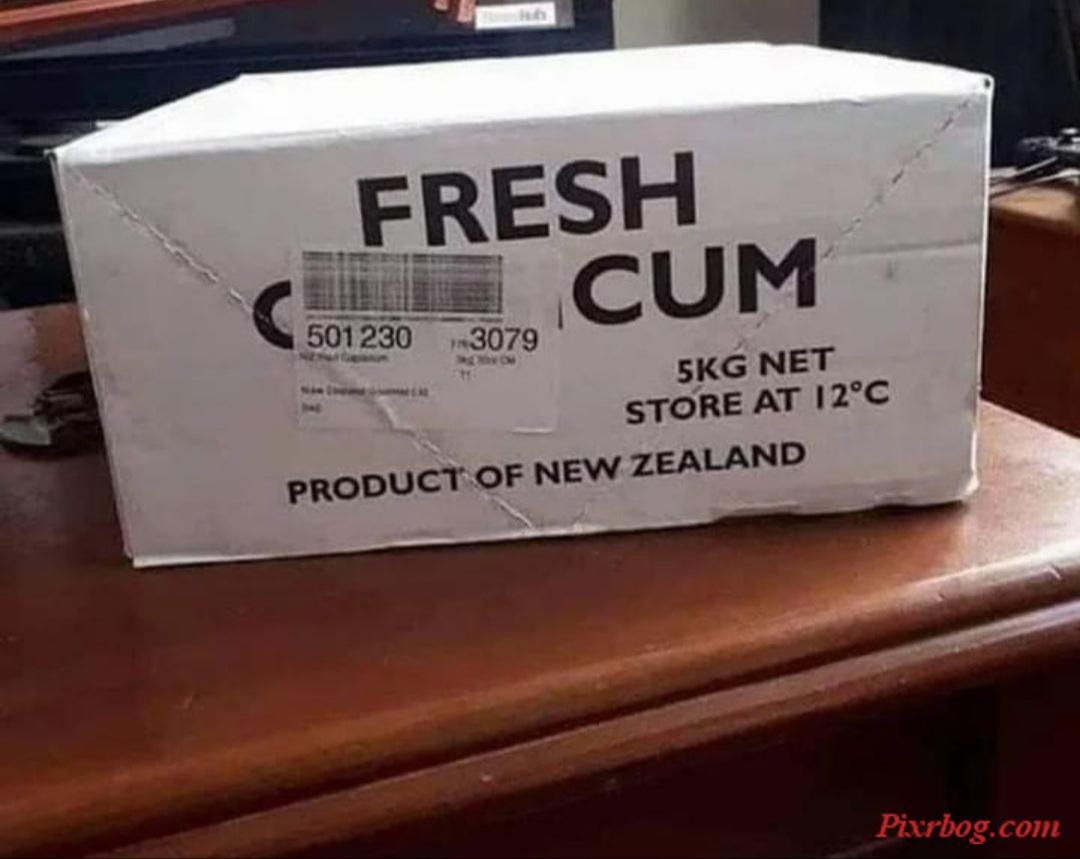 FRESH
C CUM
501230 3079
5KG NET
STORE AT 12°C
PRODUCT OF NEW ZEALAND
Pixrbog.com